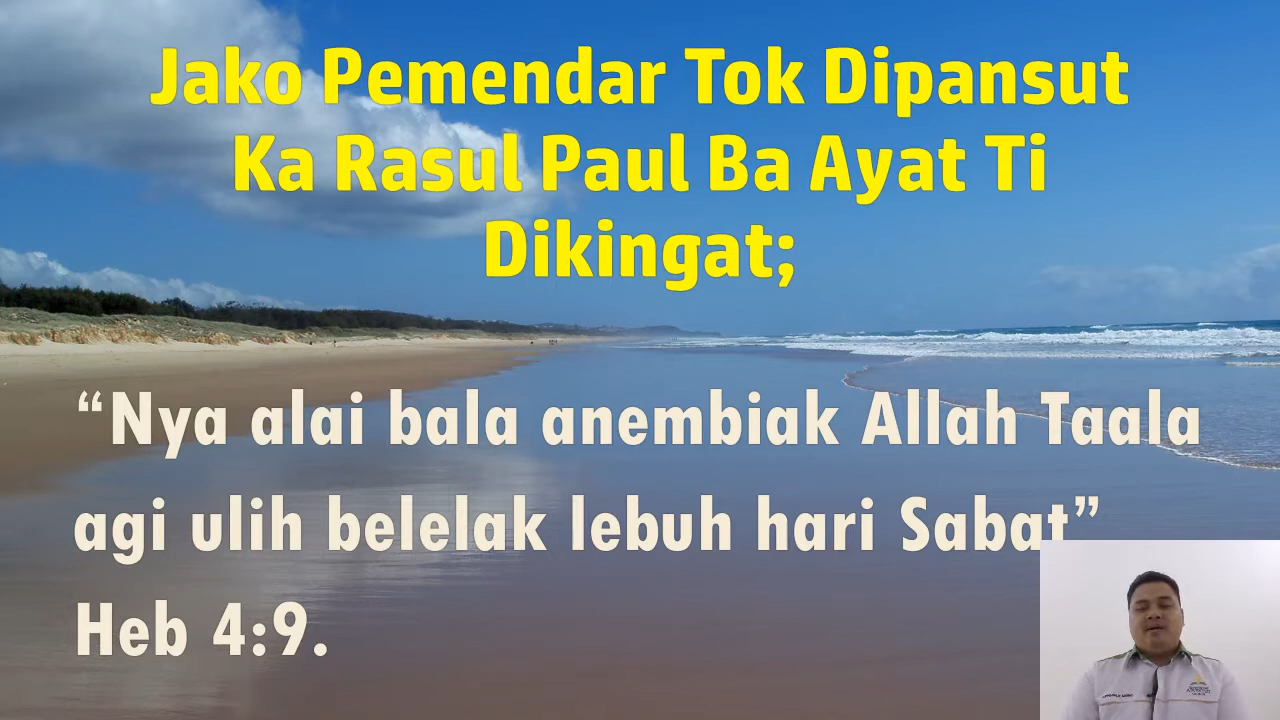 Jako Pemendar Tok Dipansut
Ka Rasul Paul Ba Ayat Ti
Dikingat;
“Nya alai bala anembiak Allah Taala
agi ulih belelak lebuh hari Sabat”
Heb 4:9.